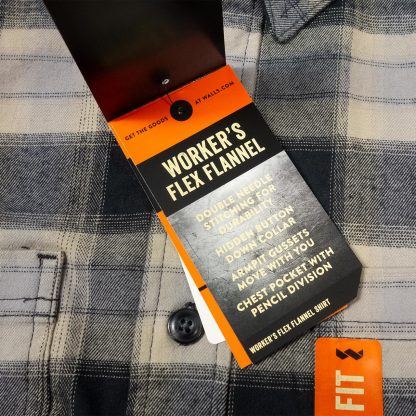 GET THE GOODS AT WALLS.COM
WORKER'S
FLEX FLANNEL
DOUBLE NEEDLE
STITCHING FOR
DURABILITY
HIDDEN BUTTON
DOWN COLLAR
ARMPIT GUSSETS
MOVE WITH YOU
CHEST POCKET WITH
PENCIL DIVISION
WORKER'S FLEX FLANNEL SHIRT
FIT